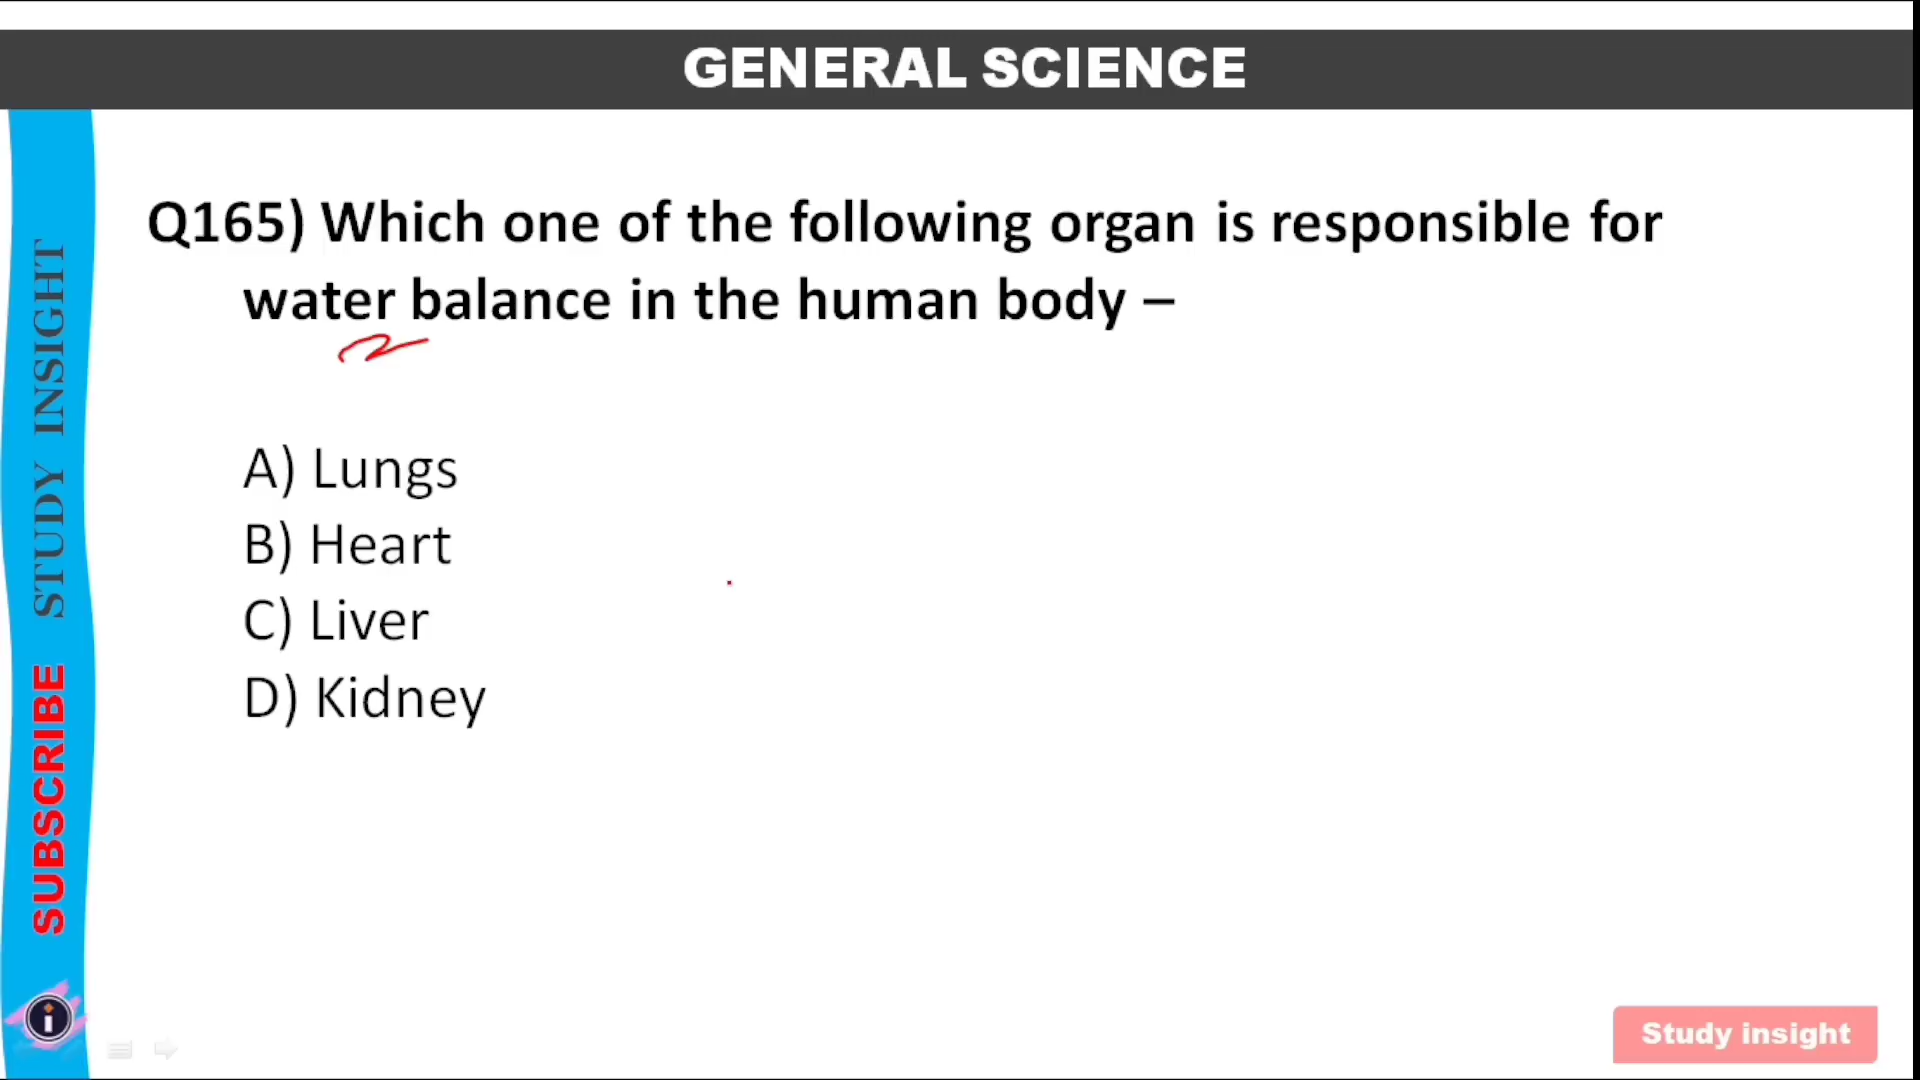 GENERAL SCIENCE
Q165) Which one of the following organ is responsible for
water balance in the human body –
A) Lungs
B) Heart
C) Liver
D) Kidney
SUBSCRIBE STUDY INSIGHT
i
Study insight